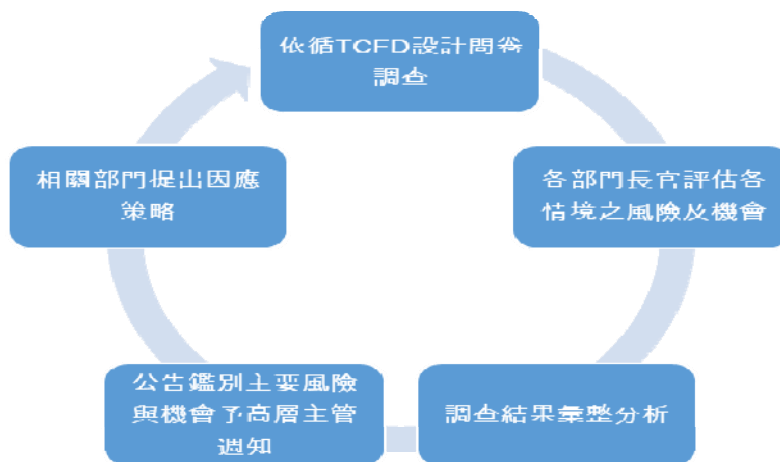 依循TCFD設計問卷
調查
各部門長官評估各
情境之風險及機會
調查結果彙整分析
公告鑑別主要風險
與機會予高層主管
週知
相關部門提出因應
策略